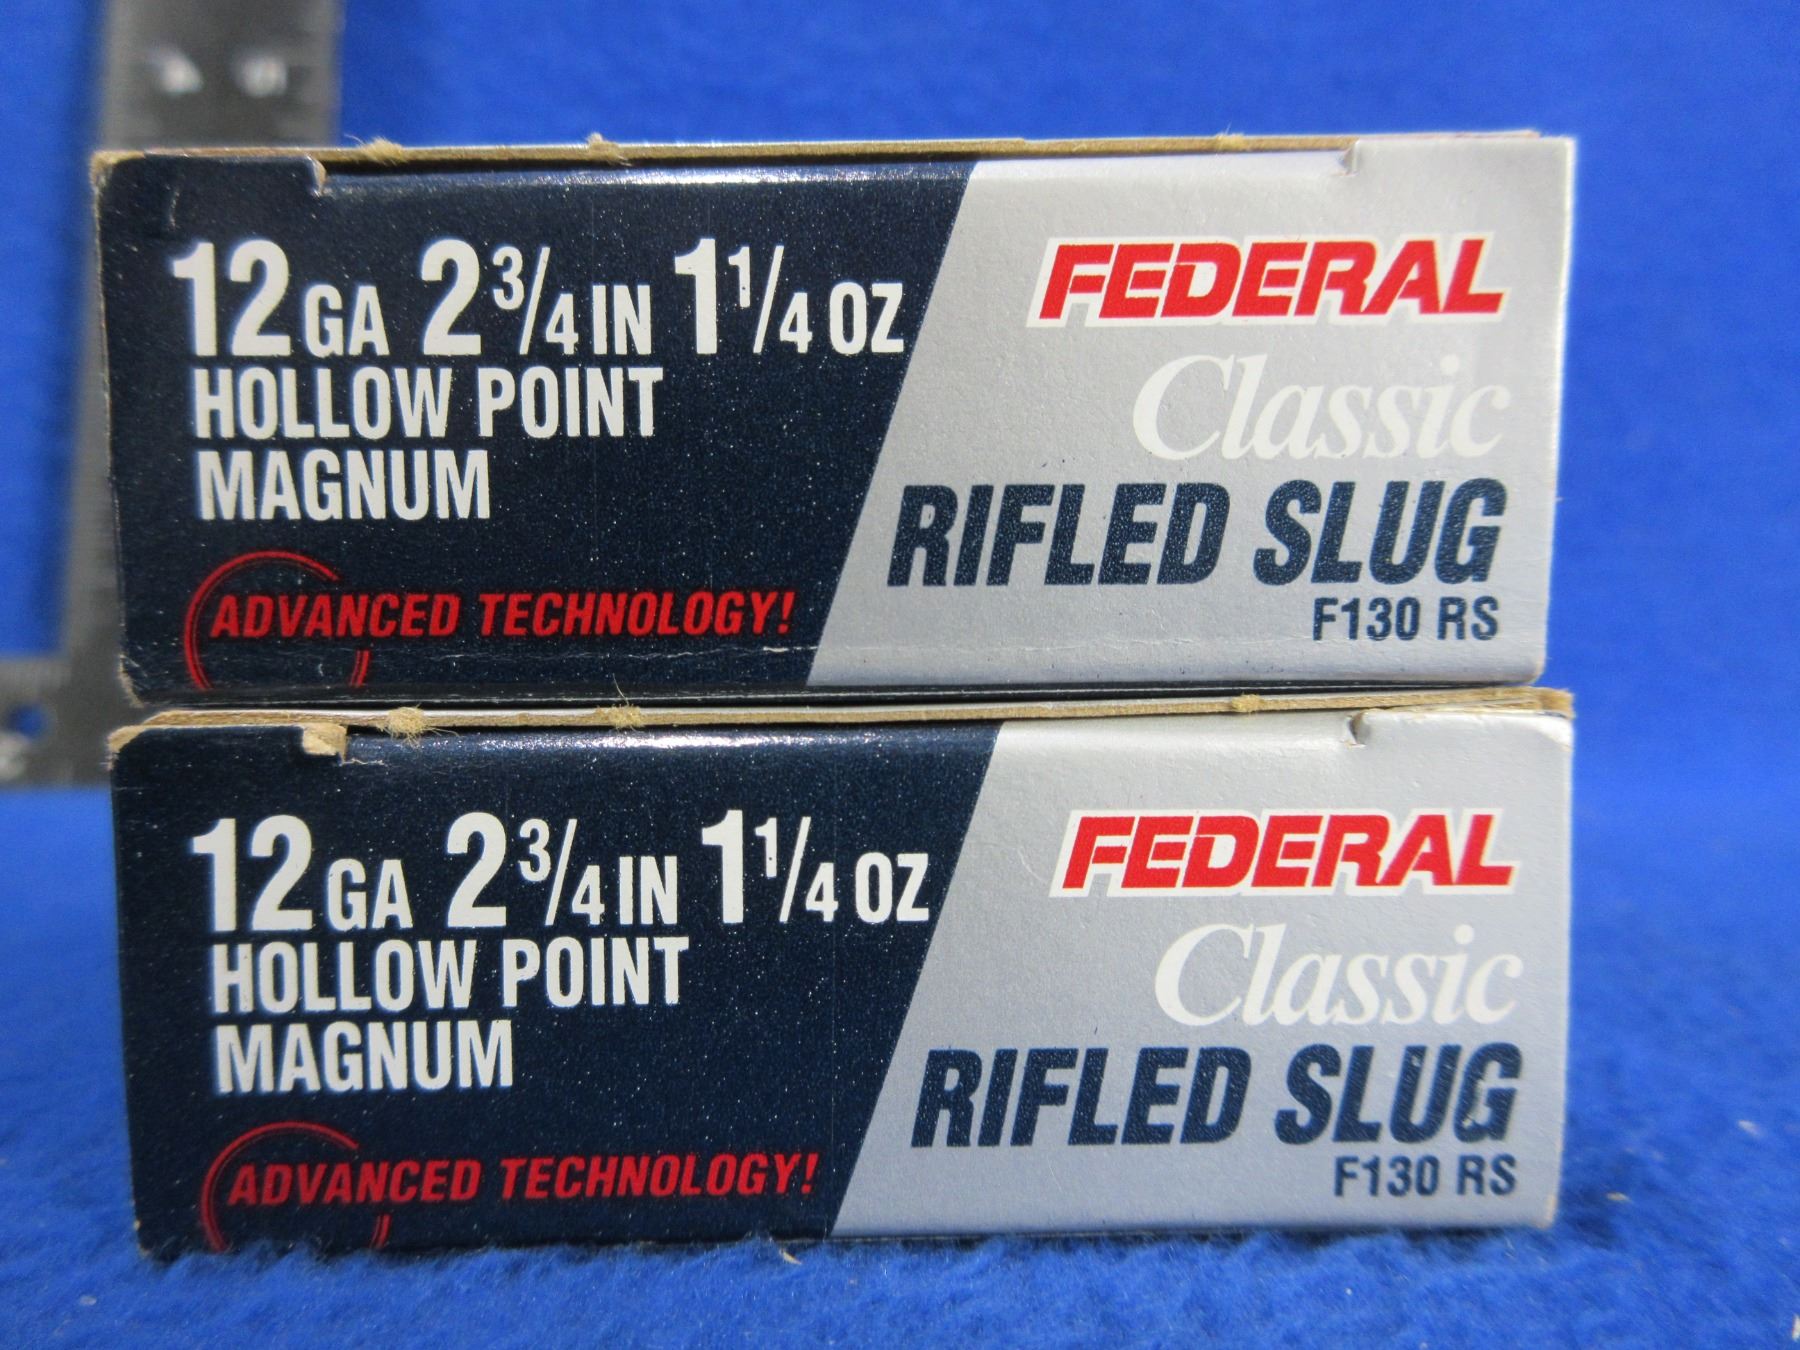 12 GA 2 3/4 IN 1 1/4 OZ
HOLLOW POINT
MAGNUM
ADVANCED TECHNOLOGY!
FEDERAL
Classic
RIFLED SLUG
F130 RS
12 GA 2 3/4 IN 1 1/4 OZ
HOLLOW POINT
MAGNUM
ADVANCED TECHNOLOGY!
FEDERAL
Classic
RIFLED SLUG
F130 RS